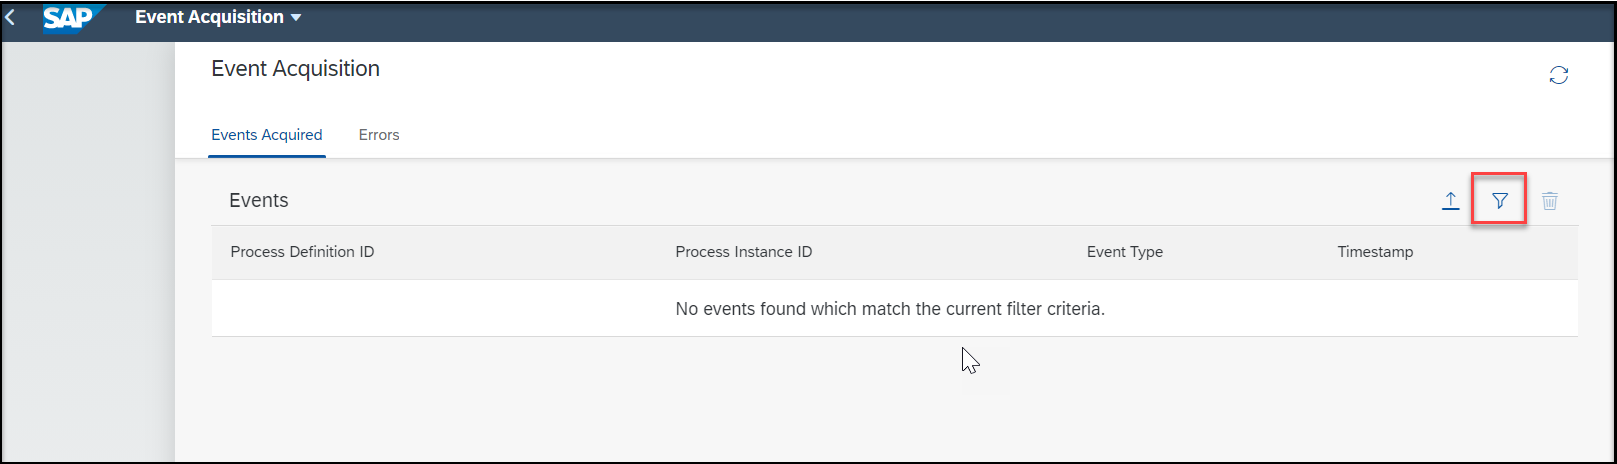 SAP Event Acquisition
Event Acquisition
Events Acquired Errors
Events
Process Definition ID Process Instance ID Event Type Timestamp
No events found which match the current filter criteria.